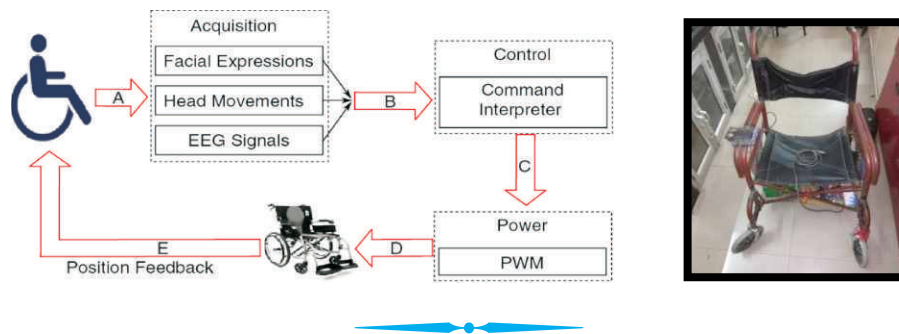 Acquisition
Facial Expressions
Head Movements
EEG Signals
A
B
Control
Command
Interpreter
C
Power
PWM
D
E
Position Feedback